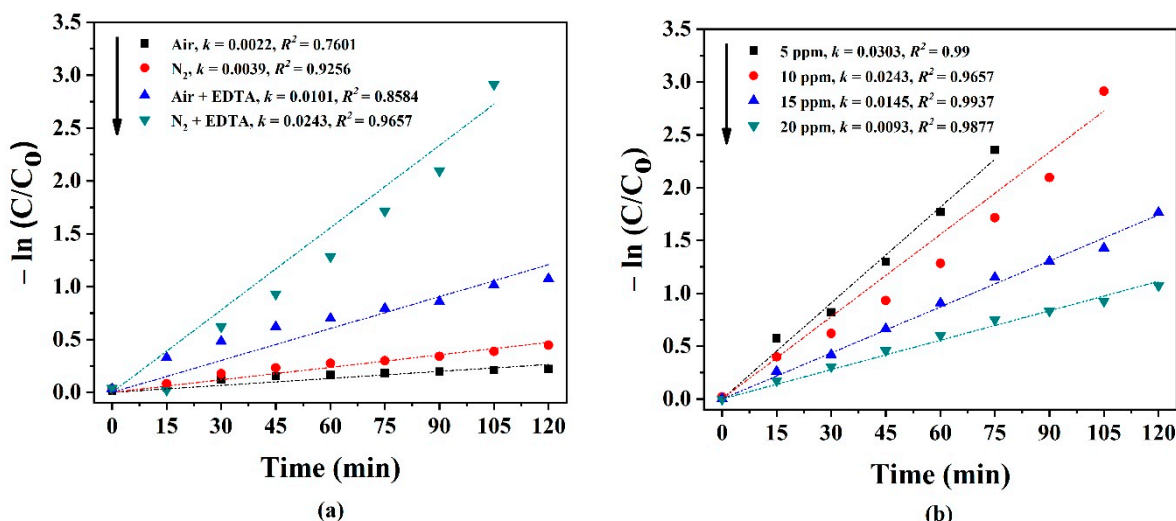 3.5
3.0
2.5
2.0
1.5
1.0
0.5
0.0
– ln (C/C0)
Air, k = 0.0022, R² = 0.7601
N₂, k = 0.0039, R² = 0.9256
Air + EDTA, k = 0.0101, R² = 0.8584
N₂ + EDTA, k = 0.0243, R² = 0.9657
0 15 30 45 60 75 90 105 120
Time (min)
(a)
3.5
3.0
2.5
2.0
1.5
1.0
0.5
0.0
– ln (C/C0)
5 ppm, k = 0.0303, R² = 0.99
10 ppm, k = 0.0243, R² = 0.9657
15 ppm, k = 0.0145, R² = 0.9937
20 ppm, k = 0.0093, R² = 0.9877
0 15 30 45 60 75 90 105 120
Time (min)
(b)